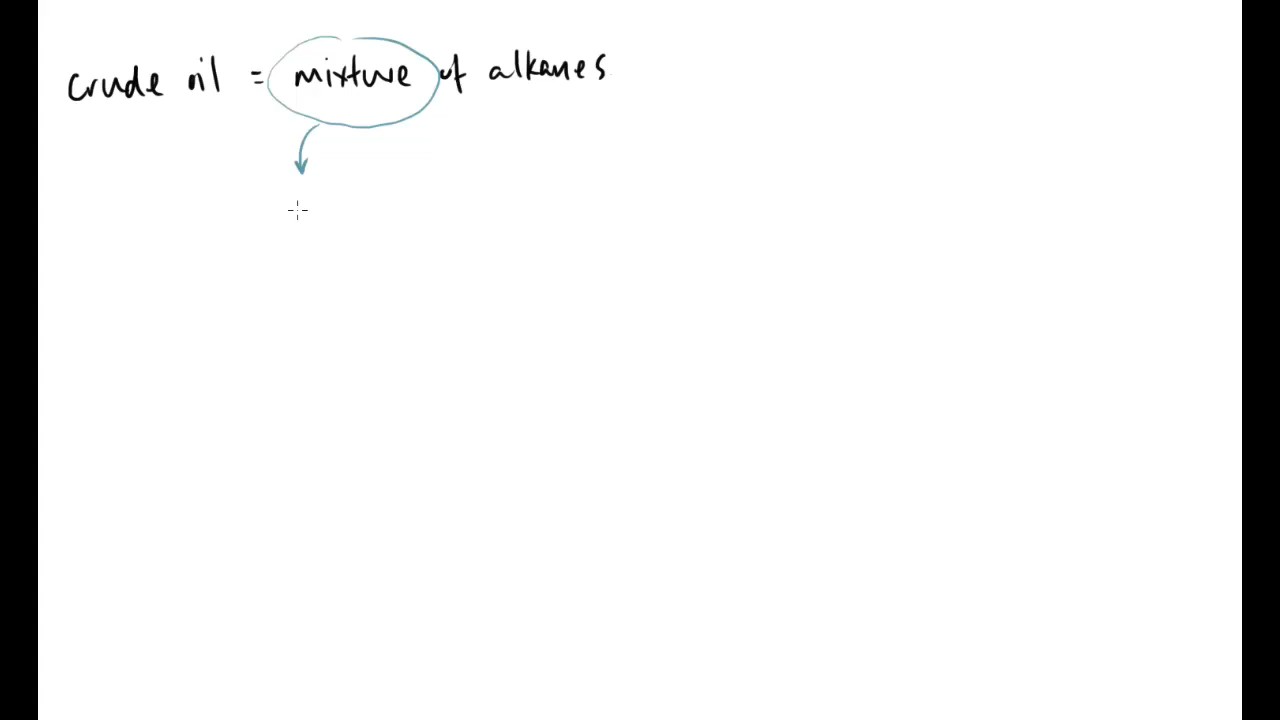 crude oil = mixture of alkanes